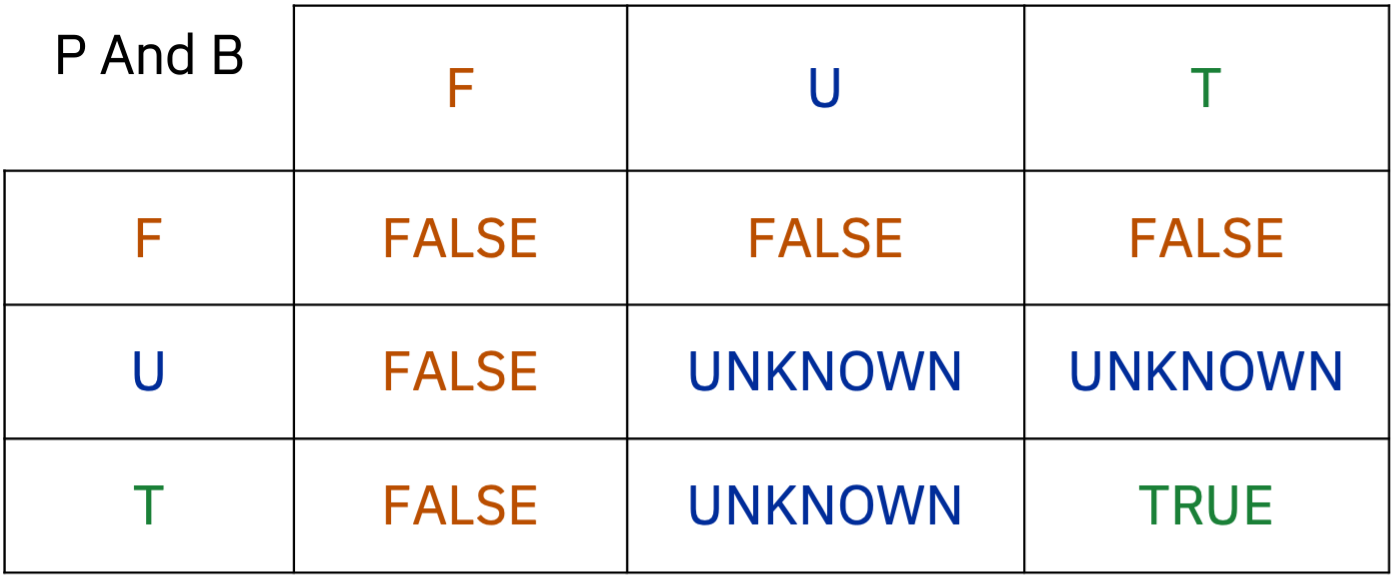 P And B F U T
F FALSE FALSE FALSE
U FALSE UNKNOWN UNKNOWN
T FALSE UNKNOWN TRUE